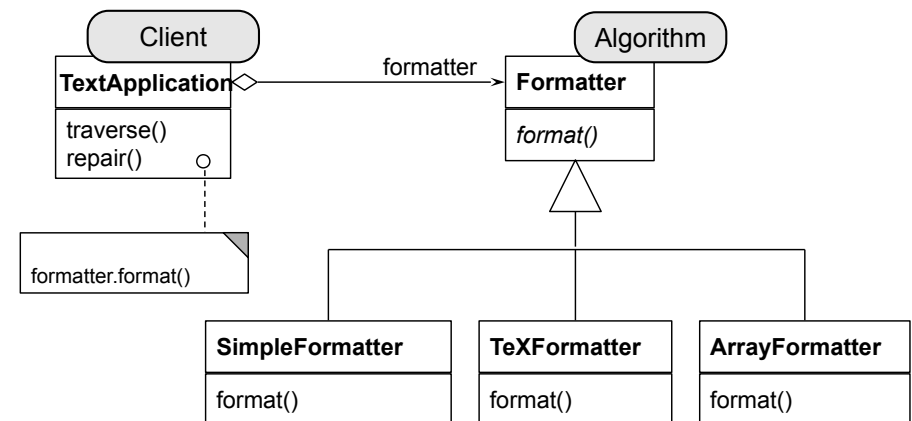 Client
Algorithm
TextApplication
formatter
Formatter
traverse()
repair()
format()
formatter.format()
SimpleFormatter
TeXFormatter
ArrayFormatter
format()
format()
format()